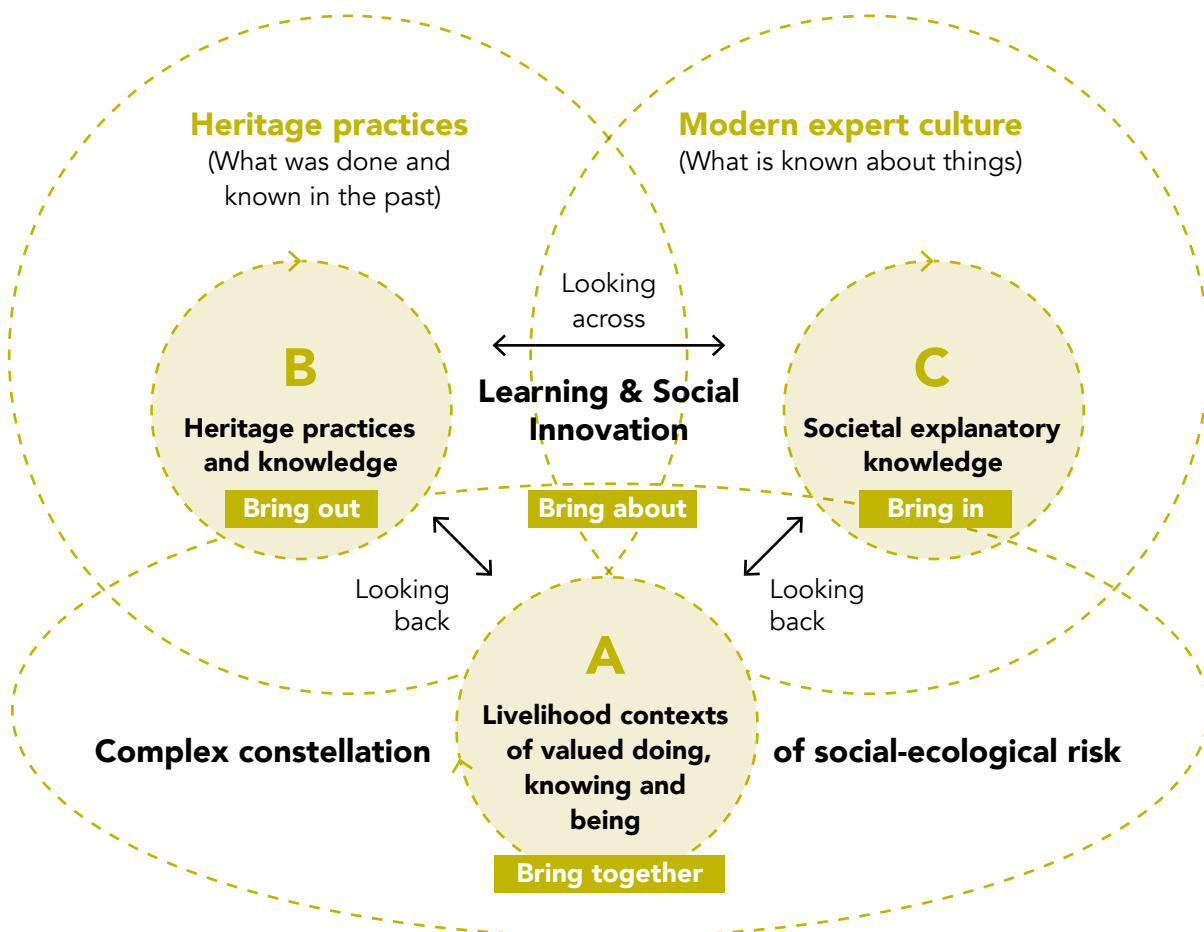 Heritage practices
(What was done and
known in the past)
Modern expert culture
(What is known about things)
Looking
across
B
Heritage practices
and knowledge
Bring out
Learning & Social
Innovation
Bring about
C
Societal explanatory
knowledge
Bring in
Looking
back
Looking
back
A
Livelihood contexts
of valued doing,
knowing and
being
Bring together
Complex constellation
of social-ecological risk